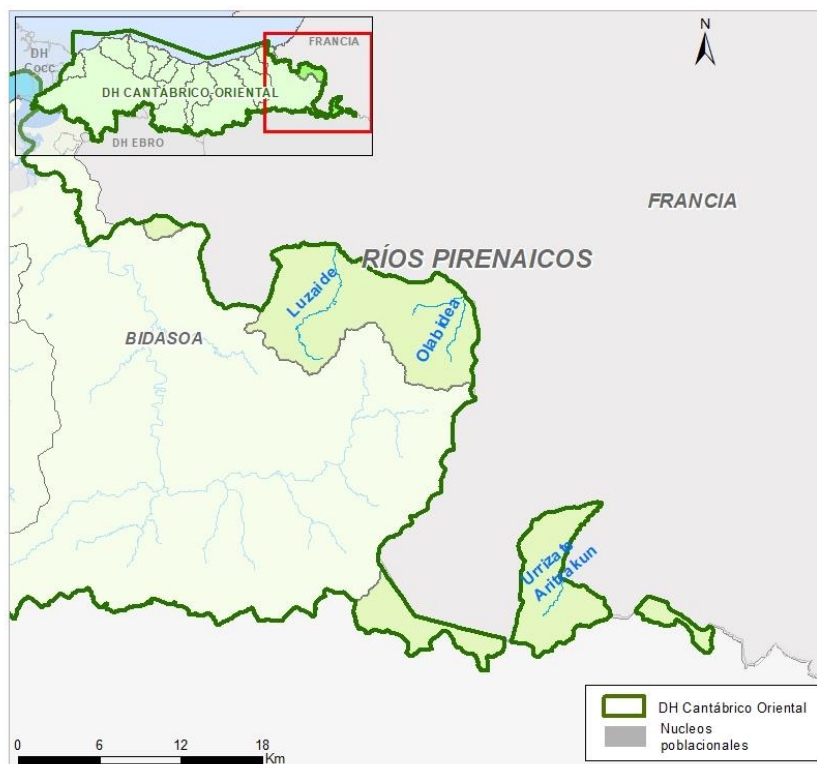 FRANCIA
DH
Cocc
DH CANTÁBRICO ORIENTAL
DH EBRO
N
FRANCIA
RÍOS PIRENAICOS
Luzaide
Olabidea
BIDASOA
Urrizate
Aritzakun
DH Cantábrico Oriental
Nucleos
poblacionales
0 6 12 18
Km